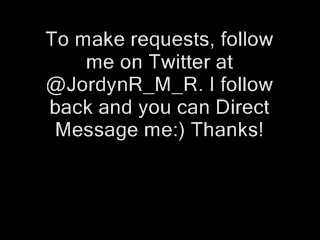 To make requests, follow
me on Twitter at
@JordynR_M_R. I follow
back and you can Direct
Message me:) Thanks!